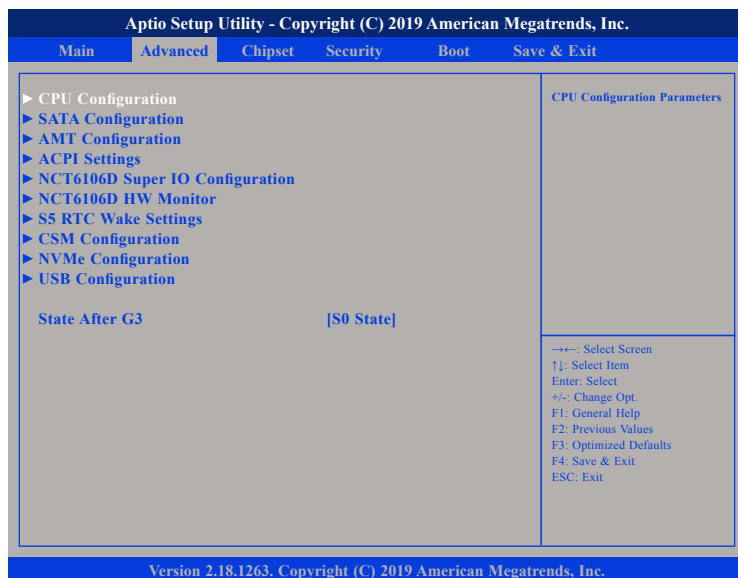 Aptio Setup Utility - Copyright (C) 2019 American Megatrends, Inc.
Main Advanced Chipset Security Boot Save & Exit
► CPU Configuration
► SATA Configuration
► AMT Configuration
► ACPI Settings
► NCT6106D Super IO Configuration
► NCT6106D HW Monitor
► S5 RTC Wake Settings
► CSM Configuration
► NVMe Configuration
► USB Configuration
State After G3 [S0 State]
CPU Configuration Parameters
→←: Select Screen
↑↓: Select Item
Enter: Select
+/-: Change Opt.
F1: General Help
F2: Previous Values
F3: Optimized Defaults
F4: Save & Exit
ESC: Exit
Version 2.18.1263. Copyright (C) 2019 American Megatrends, Inc.